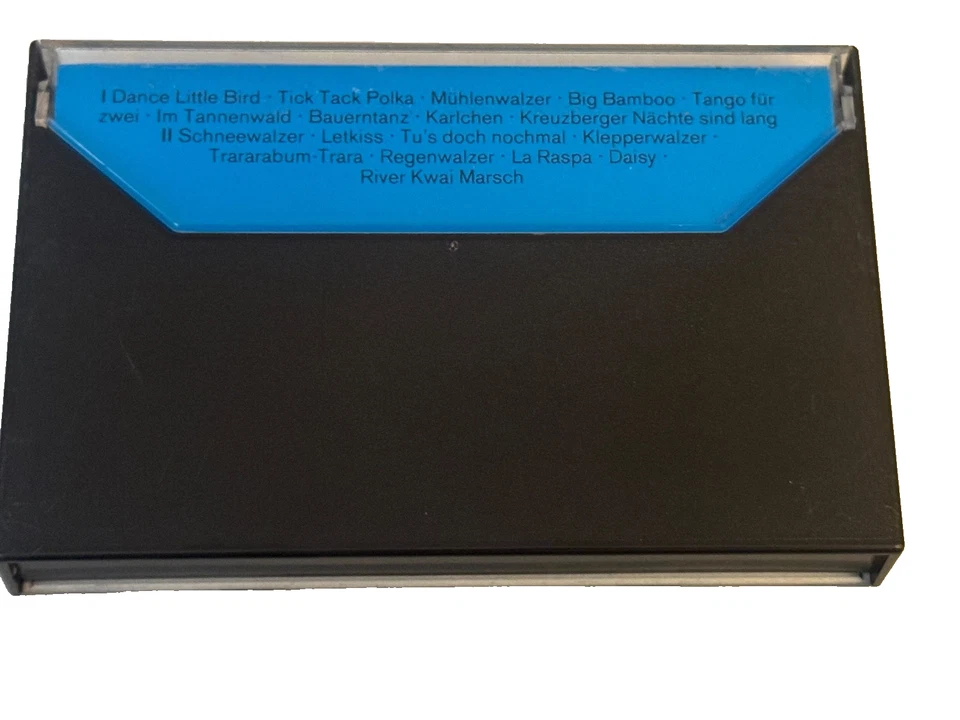 I Dance Little Bird · Tick Tack Polka · Mühlenwalzer · Big Bamboo · Tango für
zwei · Im Tannenwald · Bauerntanz · Karlchen · Kreuzberger Nächte sind lang
II Schneewalzer · Letkiss · Tu's doch nochmal · Klepperwalzer ·
Trararabum-Trara · Regenwalzer · La Raspa · Daisy ·
River Kwai Marsch